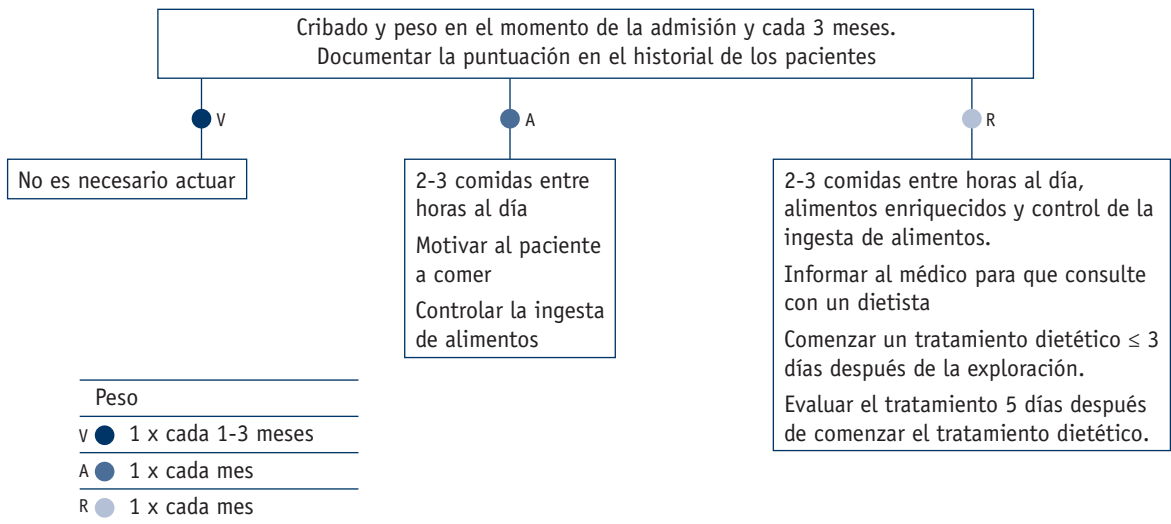 Cribado y peso en el momento de la admisión y cada 3 meses.
Documentar la puntuación en el historial de los pacientes
V
A
R
No es necesario actuar
2-3 comidas entre
horas al día
Motivar al paciente
a comer
Controlar la ingesta
de alimentos
2-3 comidas entre horas al día,
alimentos enriquecidos y control de la
ingesta de alimentos.
Informar al médico para que consulte
con un dietista
Comenzar un tratamiento dietético ≤ 3
días después de la exploración.
Evaluar el tratamiento 5 días después
de comenzar el tratamiento dietético.
Peso
V 1 x cada 1-3 meses
A 1 x cada mes
R 1 x cada mes